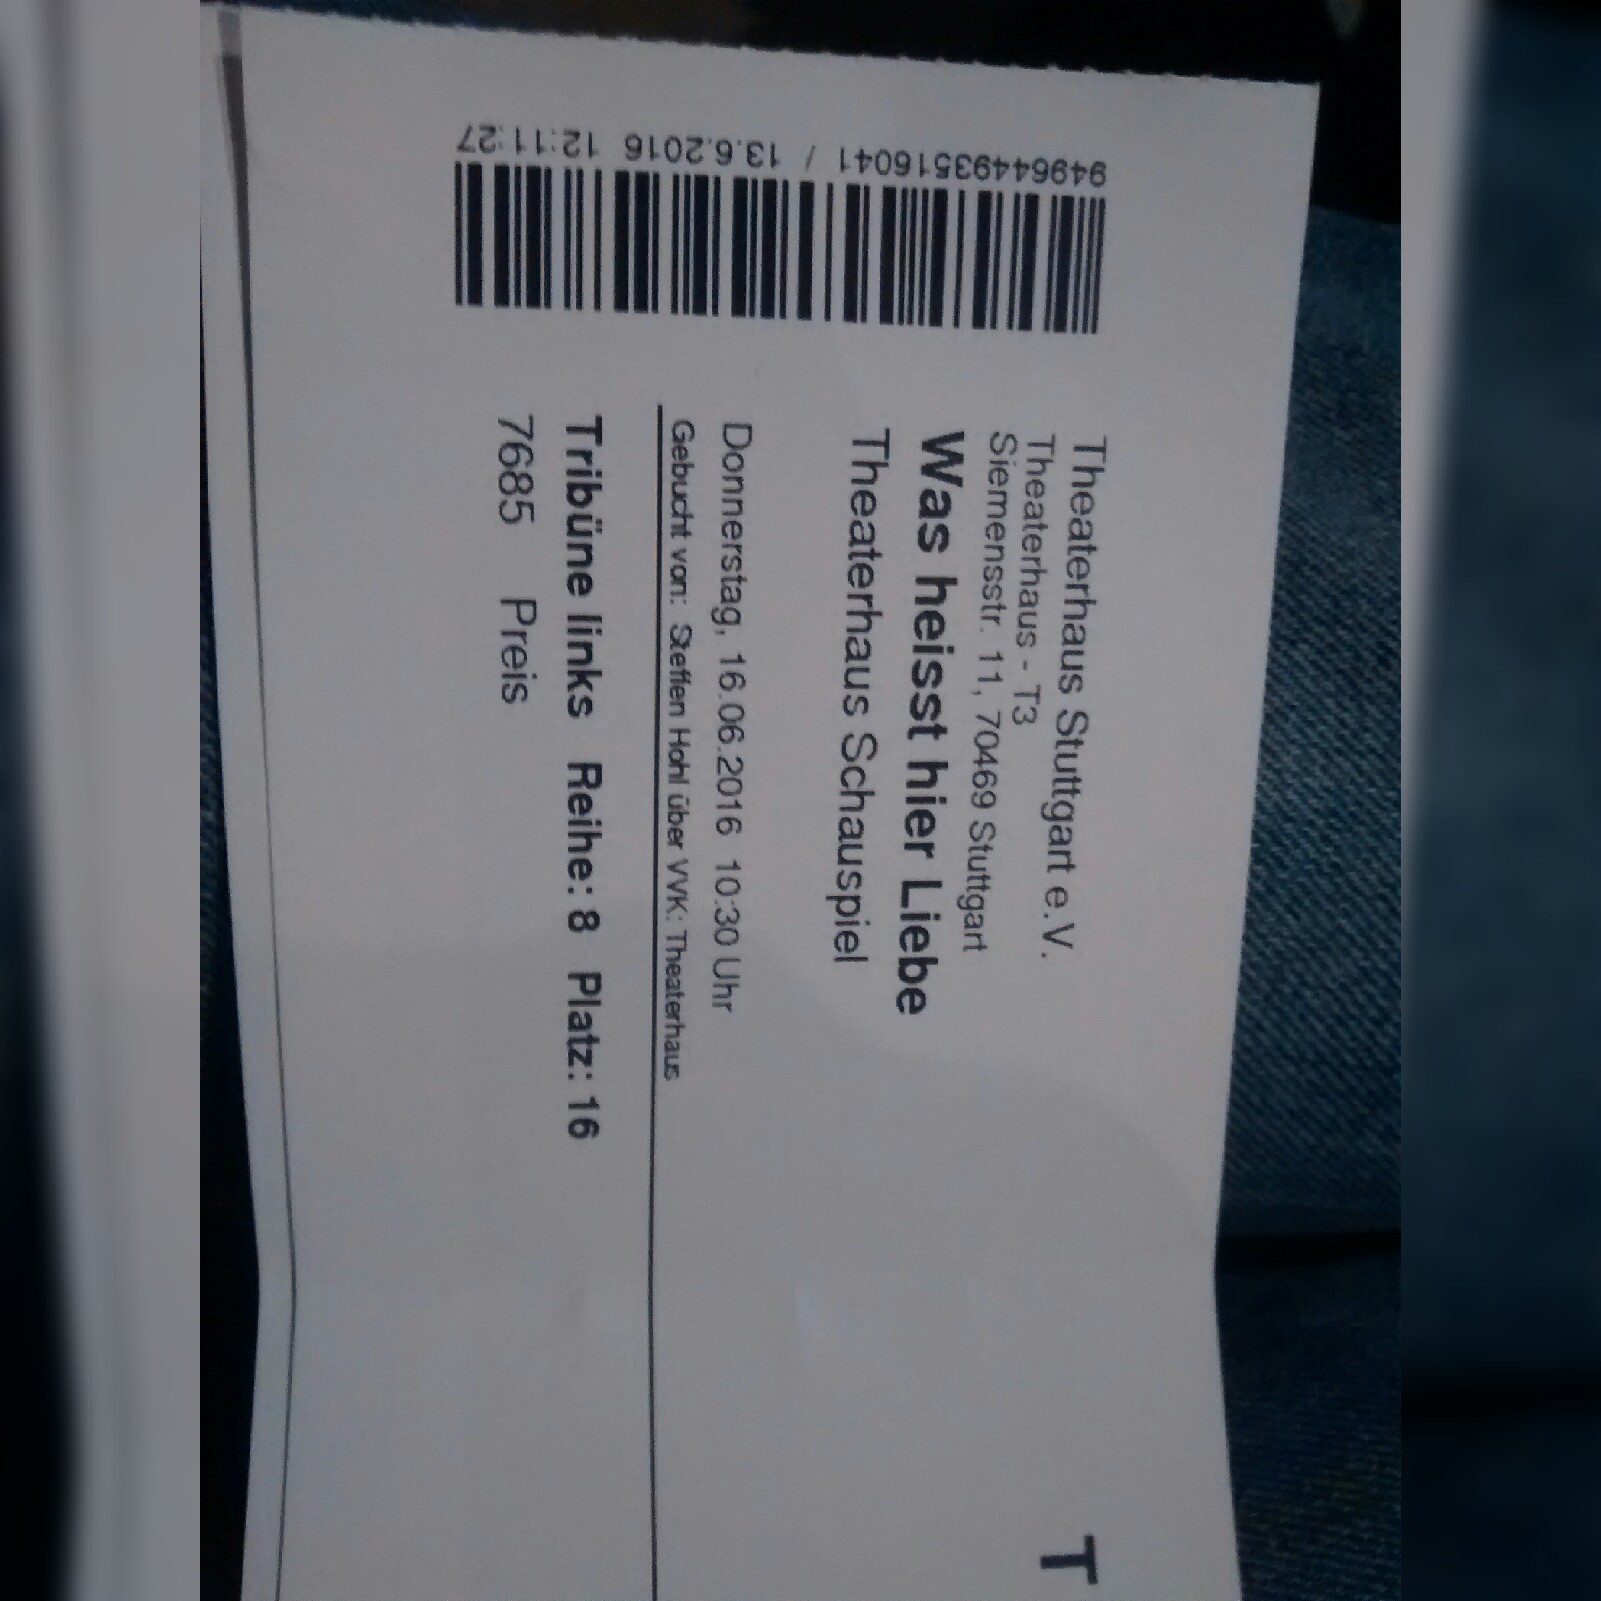 9496449351604１ / 13.6.2016 12:11:27
Theaterhaus Stuttgart e.V.
Theaterhaus - T3
Siemensstr. 11, 70469 Stuttgart
Was heisst hier Liebe
Theaterhaus Schauspiel
Donnerstag, 16.06.2016 10:30 Uhr
Gebucht von: Steffen Hohl über VVK: Theaterhaus
Tribüne links Reihe: 8 Platz: 16
7685 Preis
T